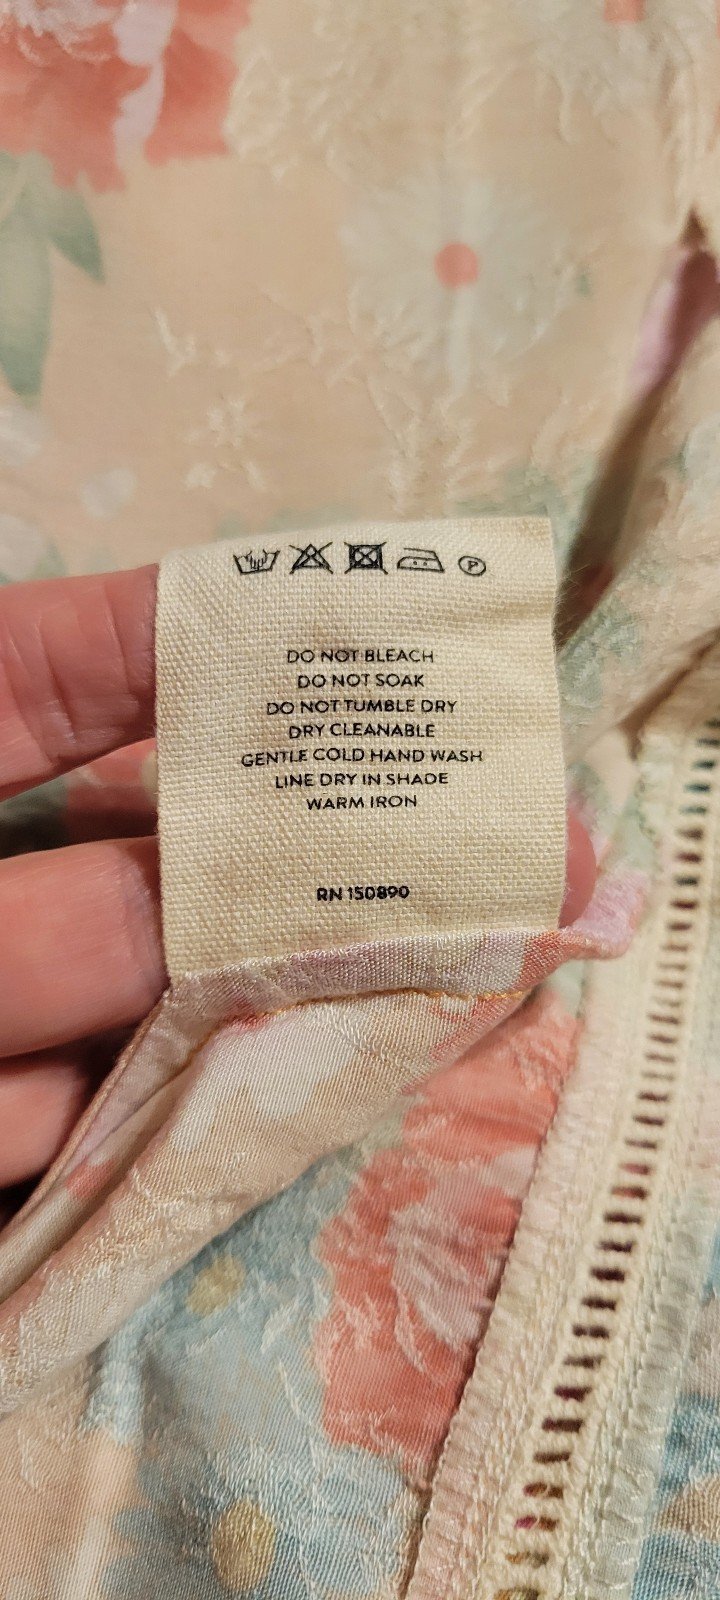 P
DO NOT BLEACH
DO NOT SOAK
DO NOT TUMBLE DRY
DRY CLEANABLE
GENTLE COLD HAND WASH
LINE DRY IN SHADE
WARM IRON
RN 150890